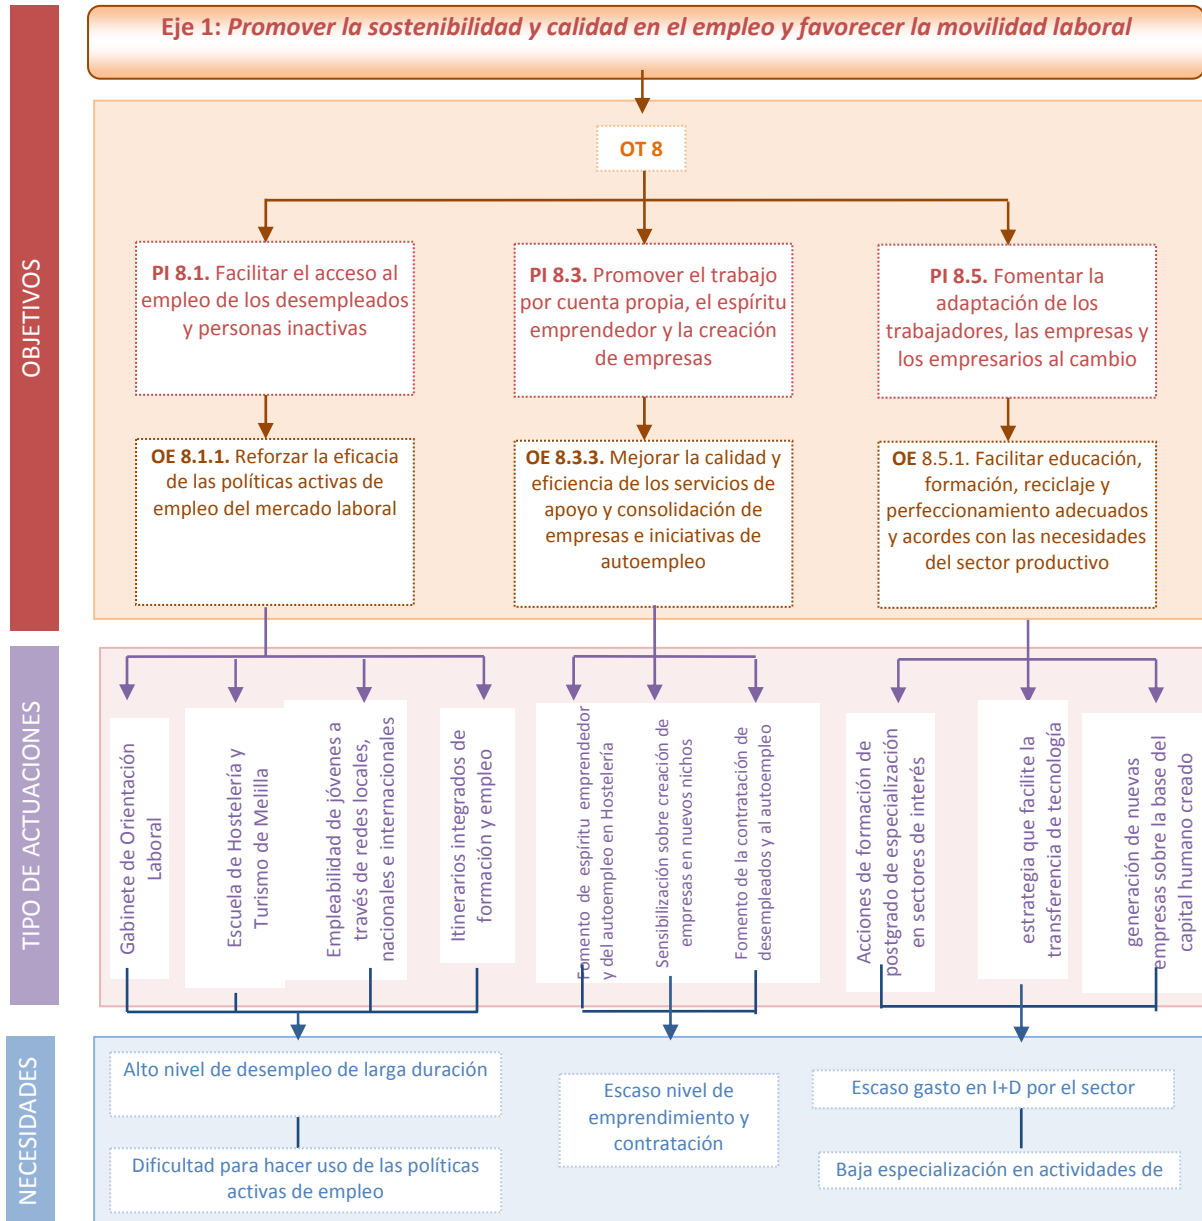 Eje 1: Promover la sostenibilidad y calidad en el empleo y favorecer la movilidad laboral
OBJETIVOS
OT 8
PI 8.1. Facilitar el acceso al
empleo de los desempleados
y personas inactivas
PI 8.3. Promover el trabajo
por cuenta propia, el espíritu
emprendedor y la creación
de empresas
PI 8.5. Fomentar la
adaptación de los
trabajadores, las empresas y
los empresarios al cambio
OE 8.1.1. Reforzar la eficacia
de las políticas activas de
empleo del mercado laboral
OE 8.3.3. Mejorar la calidad y
eficiencia de los servicios de
apoyo y consolidación de
empresas e iniciativas de
autoempleo
OE 8.5.1. Facilitar educación,
formación, reciclaje y
perfeccionamiento adecuados
y acordes con las necesidades
del sector productivo
TIPO DE ACTUACIONES
Gabinete de Orientación
Laboral
Escuela de Hostelería y
Turismo de Melilla
Empleabilidad de jóvenes a
través de redes locales,
nacionales e internacionales
Itinerarios integrados de
formación y empleo
Fomento de espíritu emprendedor
y del autoempleo en Hostelería
Sensibilización sobre creación de
empresas en nuevos nichos
Fomento de la contratación de
desempleados y al autoempleo
Acciones de formación de
postgrado de especialización
en sectores de interés
estrategia que facilite la
transferencia de tecnología
generación de nuevas
empresas sobre la base del
capital humano creado
NECESIDADES
Alto nivel de desempleo de larga duración
Dificultad para hacer uso de las políticas
activas de empleo
Escaso nivel de
emprendimiento y
contratación
Escaso gasto en I+D por el sector
Baja especialización en actividades de